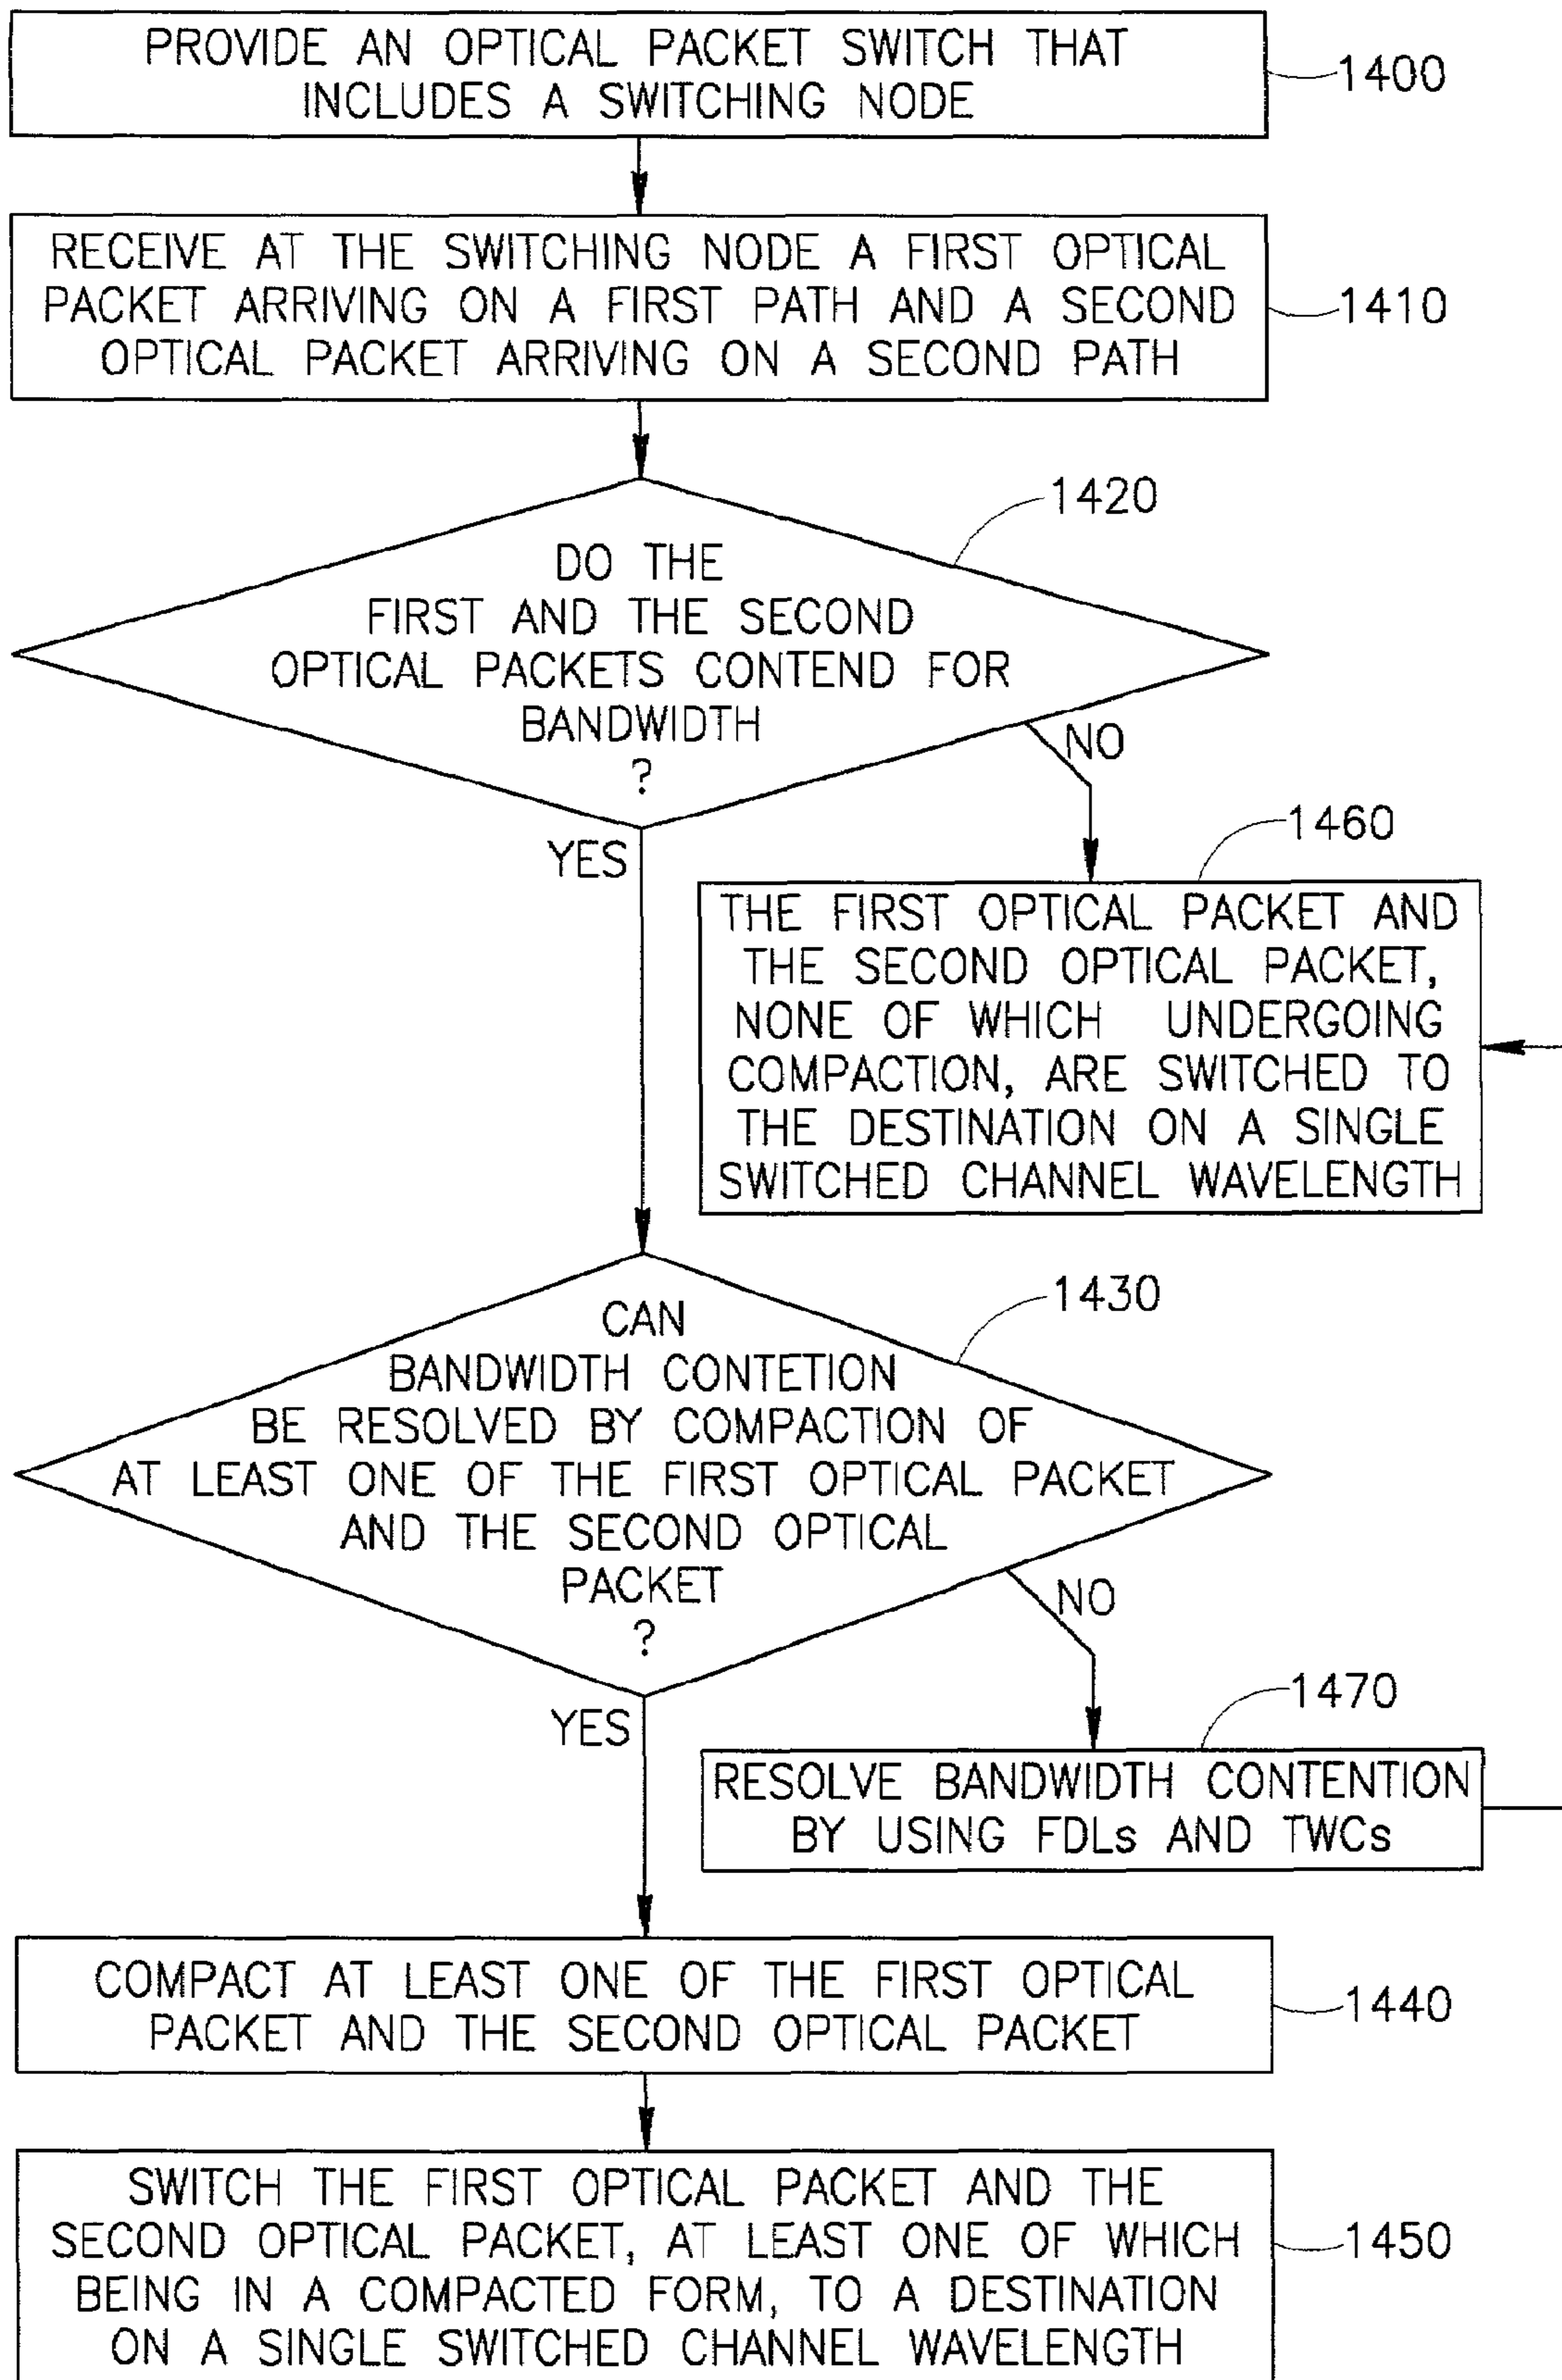 PROVIDE AN OPTICAL PACKET SWITCH THAT
INCLUDES A SWITCHING NODE
1400
RECEIVE AT THE SWITCHING NODE A FIRST OPTICAL
PACKET ARRIVING ON A FIRST PATH AND A SECOND
OPTICAL PACKET ARRIVING ON A SECOND PATH
1410
1420
DO THE
FIRST AND THE SECOND
OPTICAL PACKETS CONTEND FOR
BANDWIDTH
?
NO
YES
1460
THE FIRST OPTICAL PACKET AND
THE SECOND OPTICAL PACKET,
NONE OF WHICH UNDERGOING
COMPACTION, ARE SWITCHED TO
THE DESTINATION ON A SINGLE
SWITCHED CHANNEL WAVELENGTH
1430
CAN
BANDWIDTH CONTETION
BE RESOLVED BY COMPACTION OF
AT LEAST ONE OF THE FIRST OPTICAL PACKET
AND THE SECOND OPTICAL
PACKET
?
NO
YES
1470
RESOLVE BANDWIDTH CONTENTION
BY USING FDLs AND TWCs
COMPACT AT LEAST ONE OF THE FIRST OPTICAL
PACKET AND THE SECOND OPTICAL PACKET
1440
SWITCH THE FIRST OPTICAL PACKET AND THE
SECOND OPTICAL PACKET, AT LEAST ONE OF WHICH
BEING IN A COMPACTED FORM, TO A DESTINATION
ON A SINGLE SWITCHED CHANNEL WAVELENGTH
1450